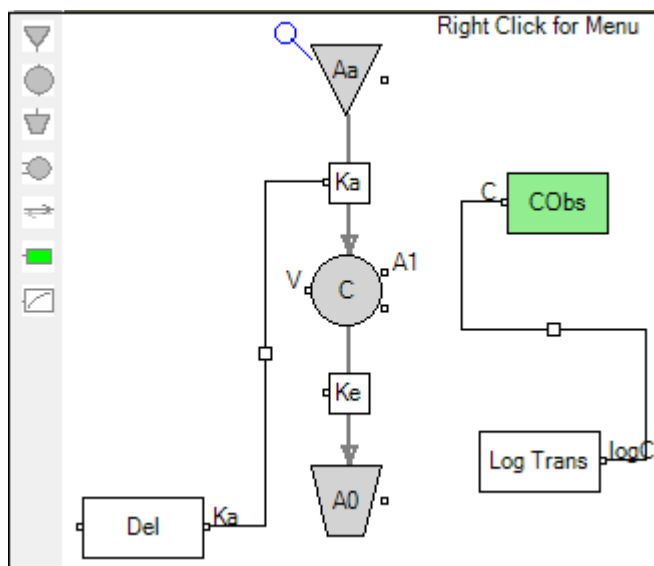 Right Click for Menu
Aa
Ka
C
CObs
V
A1
C
Ke
logC
Log Trans
A0
Ka
Del